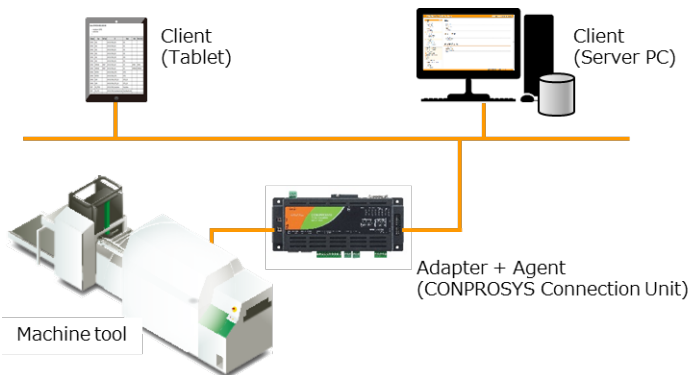 Client
(Tablet)
Client
(Server PC)
Adapter + Agent
(CONPROSYS Connection Unit)
Machine tool